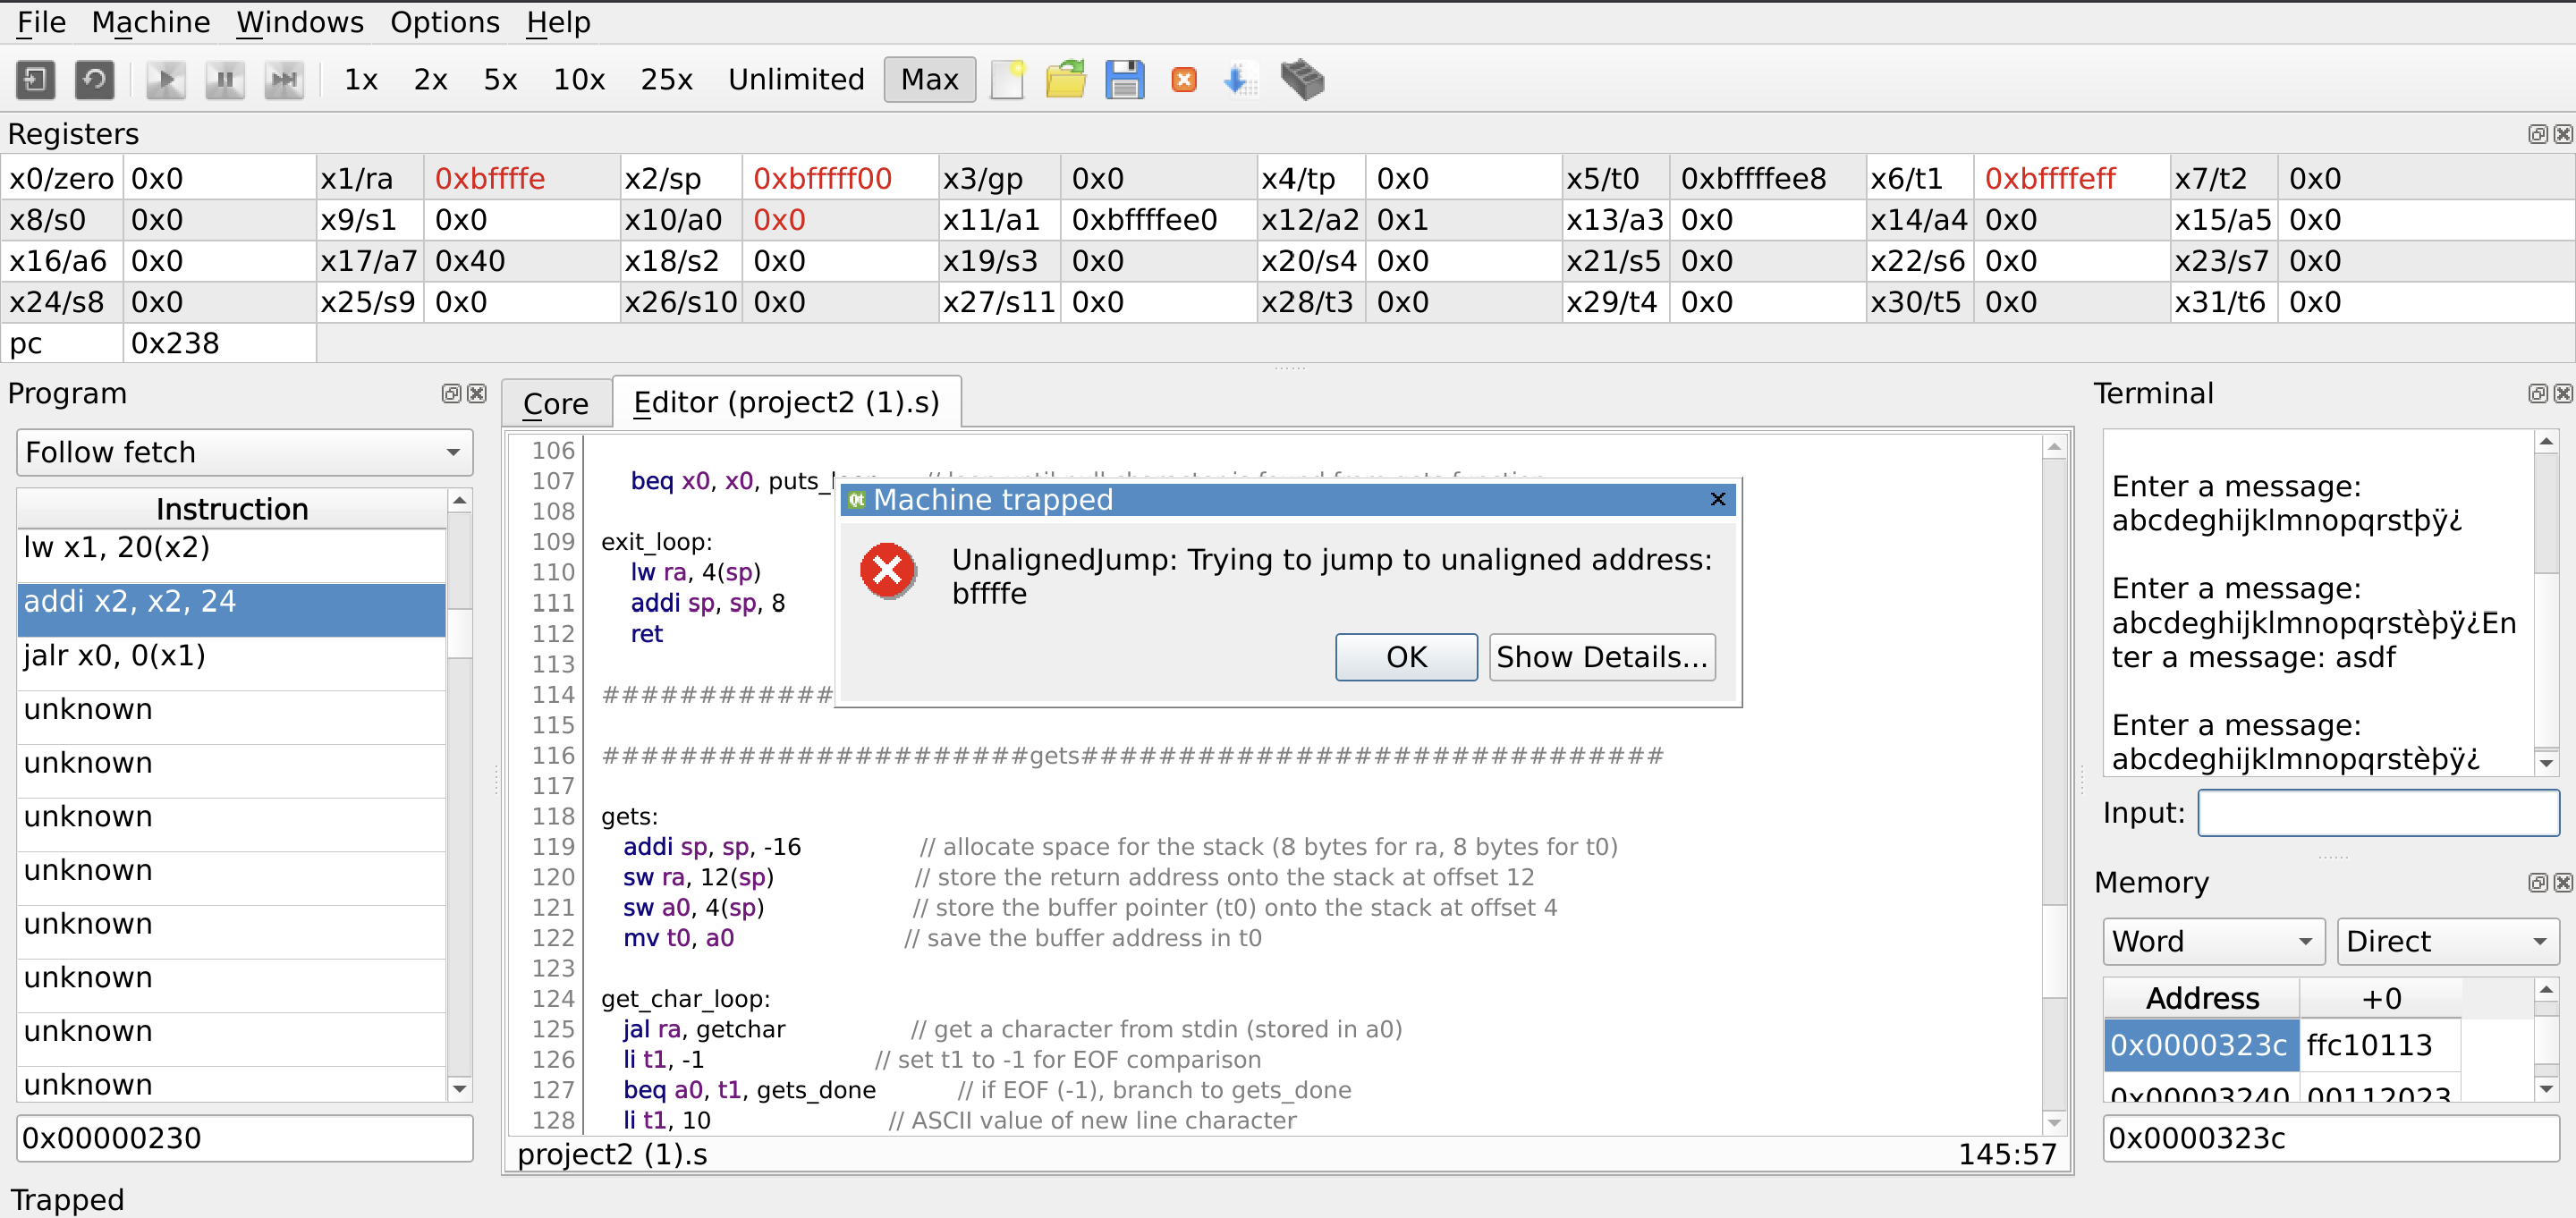 File Machine Windows Options Help
1x 2x 5x 10x 25x Unlimited Max
Registers
x0/zero 0x0 x1/ra 0xbffffe x2/sp 0xbfffff00 x3/gp 0x0 x4/tp 0x0 x5/t0 0xbffffee8 x6/t1 0xbffffeff x7/t2 0x0
x8/s0 0x0 x9/s1 0x0 x10/a0 0x0 x11/a1 0xbffffee0 x12/a2 0x1 x13/a3 0x0 x14/a4 0x0 x15/a5 0x0
x16/a6 0x0 x17/a7 0x40 x18/s2 0x0 x19/s3 0x0 x20/s4 0x0 x21/s5 0x0 x22/s6 0x0 x23/s7 0x0
x24/s8 0x0 x25/s9 0x0 x26/s10 0x0 x27/s11 0x0 x28/t3 0x0 x29/t4 0x0 x30/t5 0x0 x31/t6 0x0
pc 0x238
Program
Follow fetch
Instruction
lw x1, 20(x2)
addi x2, x2, 24
jalr x0, 0(x1)
unknown
unknown
unknown
unknown
unknown
unknown
unknown
unknown
0x00000230
Core Editor (project2 (1).s)
106
107 beq x0, x0, puts_
108
109 exit_loop:
110 lw ra, 4(sp)
111 addi sp, sp, 8
112 ret
113
114 ############
115
116 ######################gets##############################
117
118 gets:
119 addi sp, sp, -16 // allocate space for the stack (8 bytes for ra, 8 bytes for t0)
120 sw ra, 12(sp) // store the return address onto the stack at offset 12
121 sw a0, 4(sp) // store the buffer pointer (t0) onto the stack at offset 4
122 mv t0, a0 // save the buffer address in t0
123
124 get_char_loop:
125 jal ra, getchar // get a character from stdin (stored in a0)
126 li t1, -1 // set t1 to -1 for EOF comparison
127 beq a0, t1, gets_done // if EOF (-1), branch to gets_done
128 li t1, 10 // ASCII value of new line character
project2 (1).s 145:57
Machine trapped
UnalignedJump: Trying to jump to unaligned address:
bffffe
OK Show Details...
Terminal
Enter a message:
abcdeghijklmnopqrstþÿ¿
Enter a message:
abcdeghijklmnopqrstèþÿ¿En
ter a message: asdf
Enter a message:
abcdeghijklmnopqrstèþÿ¿
Input:
Memory
Word Direct
Address +0
0x0000323c ffc10113
0x00003240 00112023
0x0000323c
Trapped